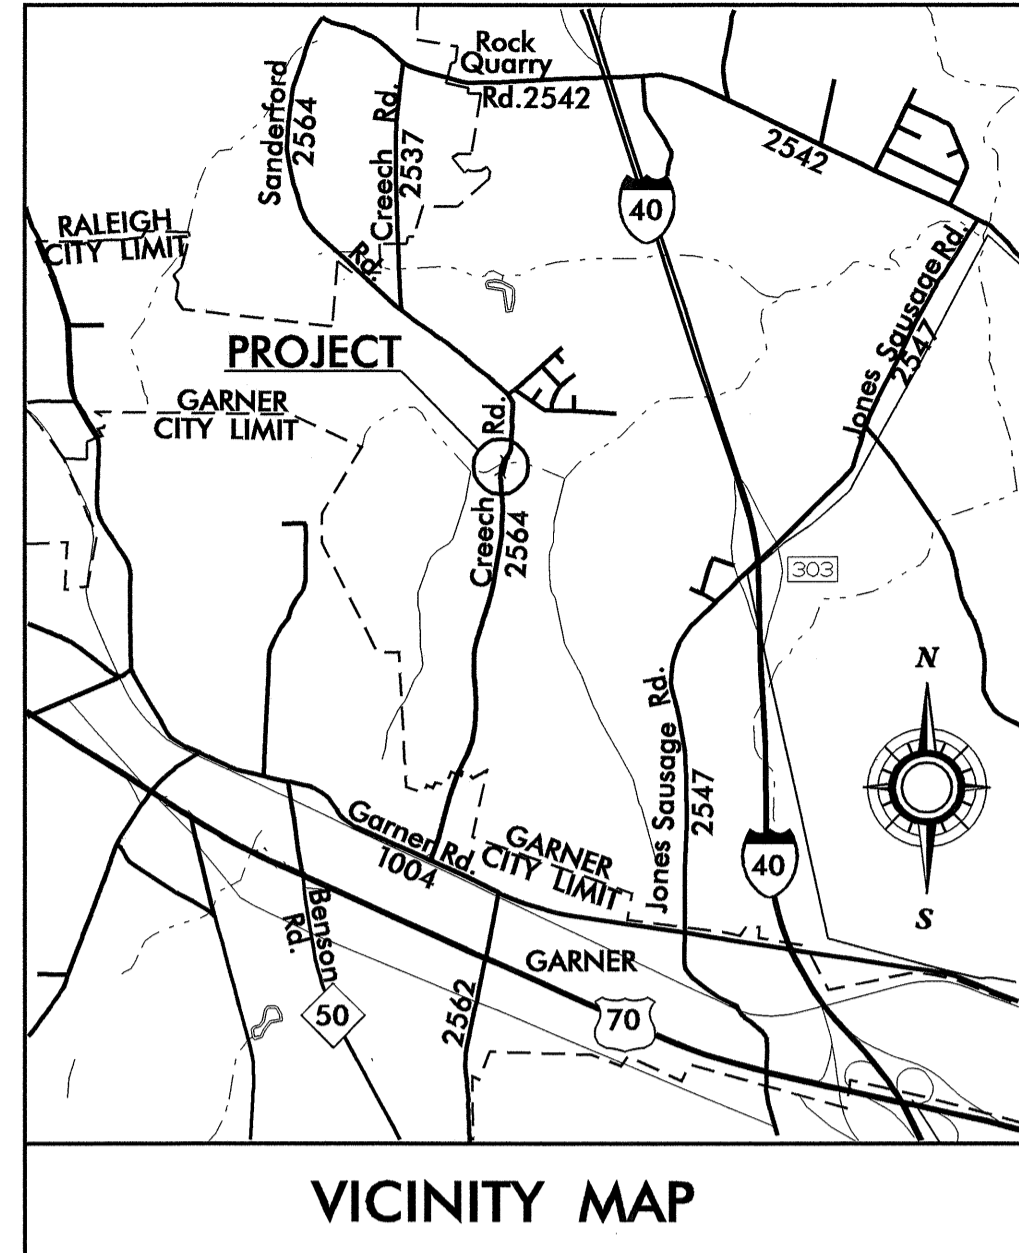 Rock
Quarry
Rd. 2542
Sanderford
2564
Rd.
Creech Rd.
2537
2542
40
RALEIGH
CITY LIMIT
Jones Sausage Rd.
2547
PROJECT
GARNER
CITY LIMIT
Creech Rd.
2564
303
N
S
Jones Sausage Rd.
2547
Garner Rd.
1004
GARNER
CITY LIMIT
40
Benson
Rd.
GARNER
50
2562
70
VICINITY MAP